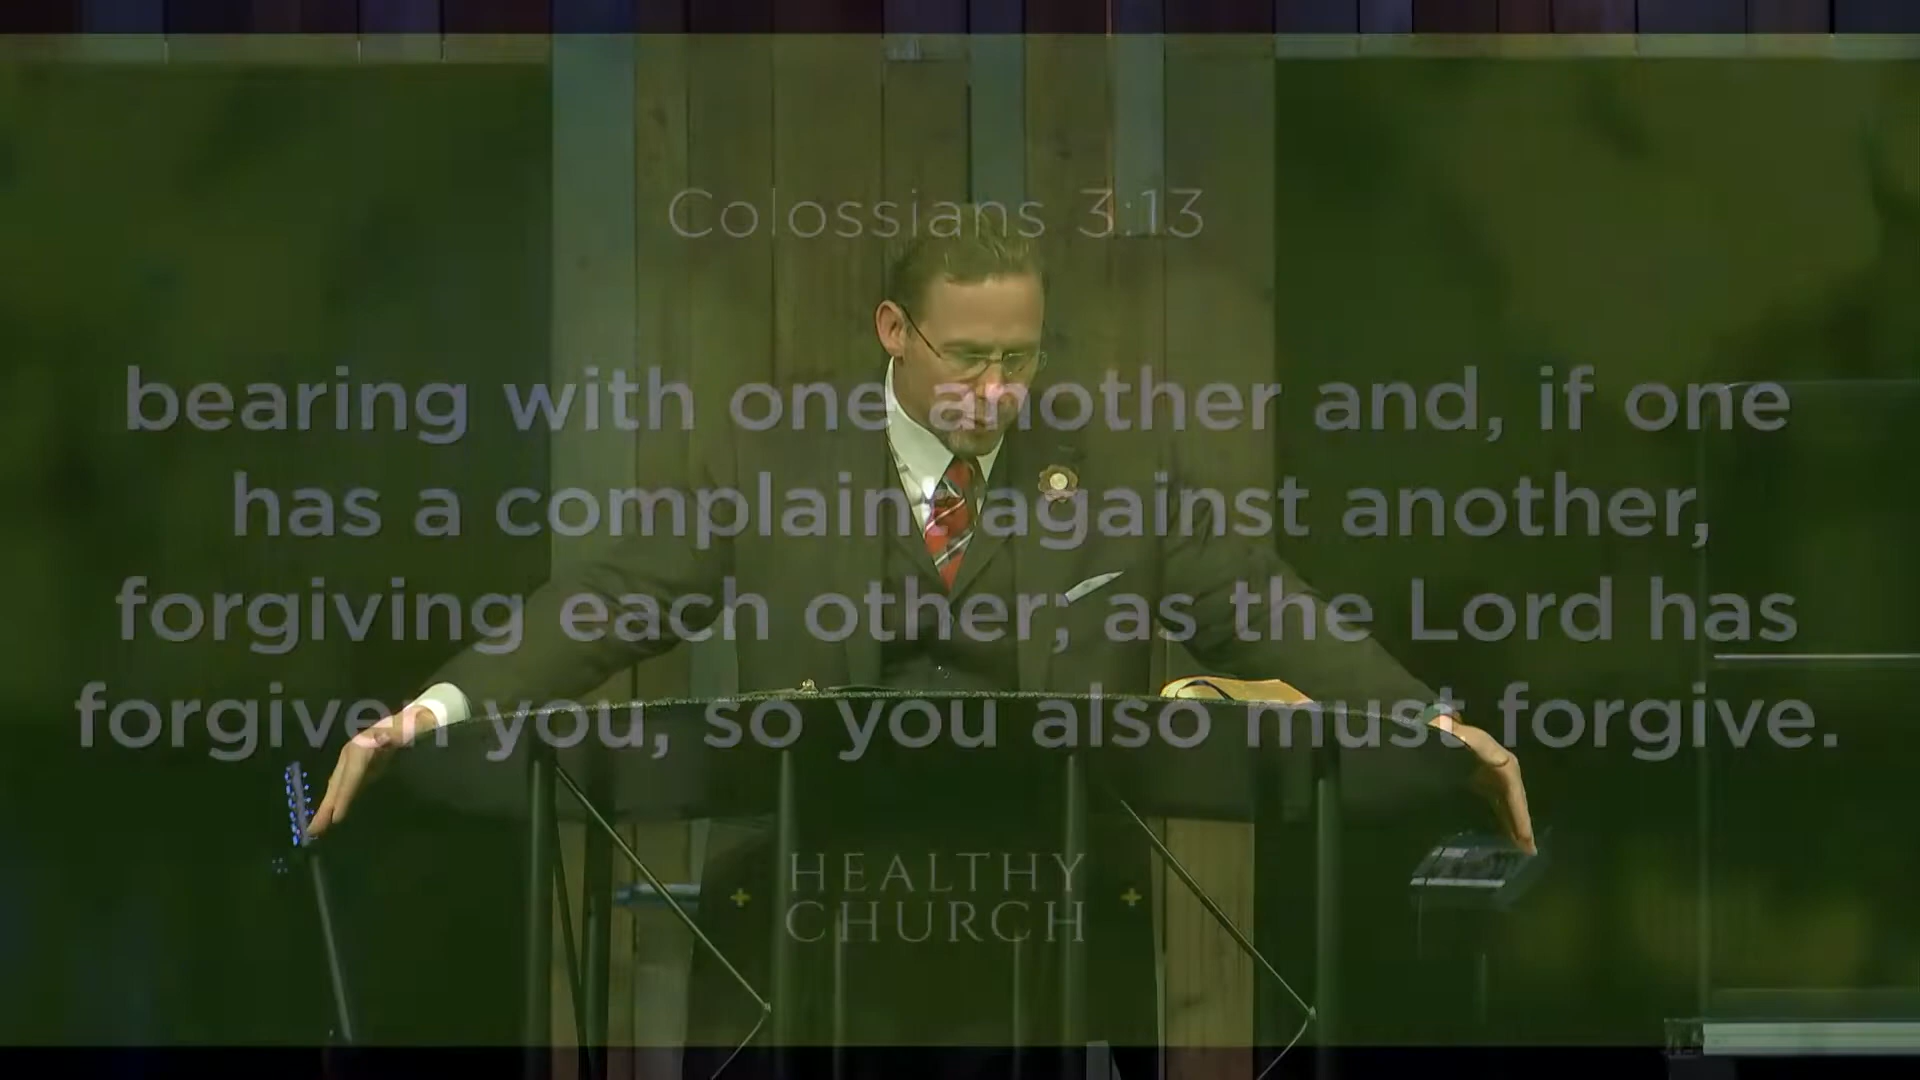 Colossians 3:13
bearing with one another and, if one
has a complaint against another,
forgiving each other; as the Lord has
forgiven you, so you also must forgive.
HEALTHY
CHURCH